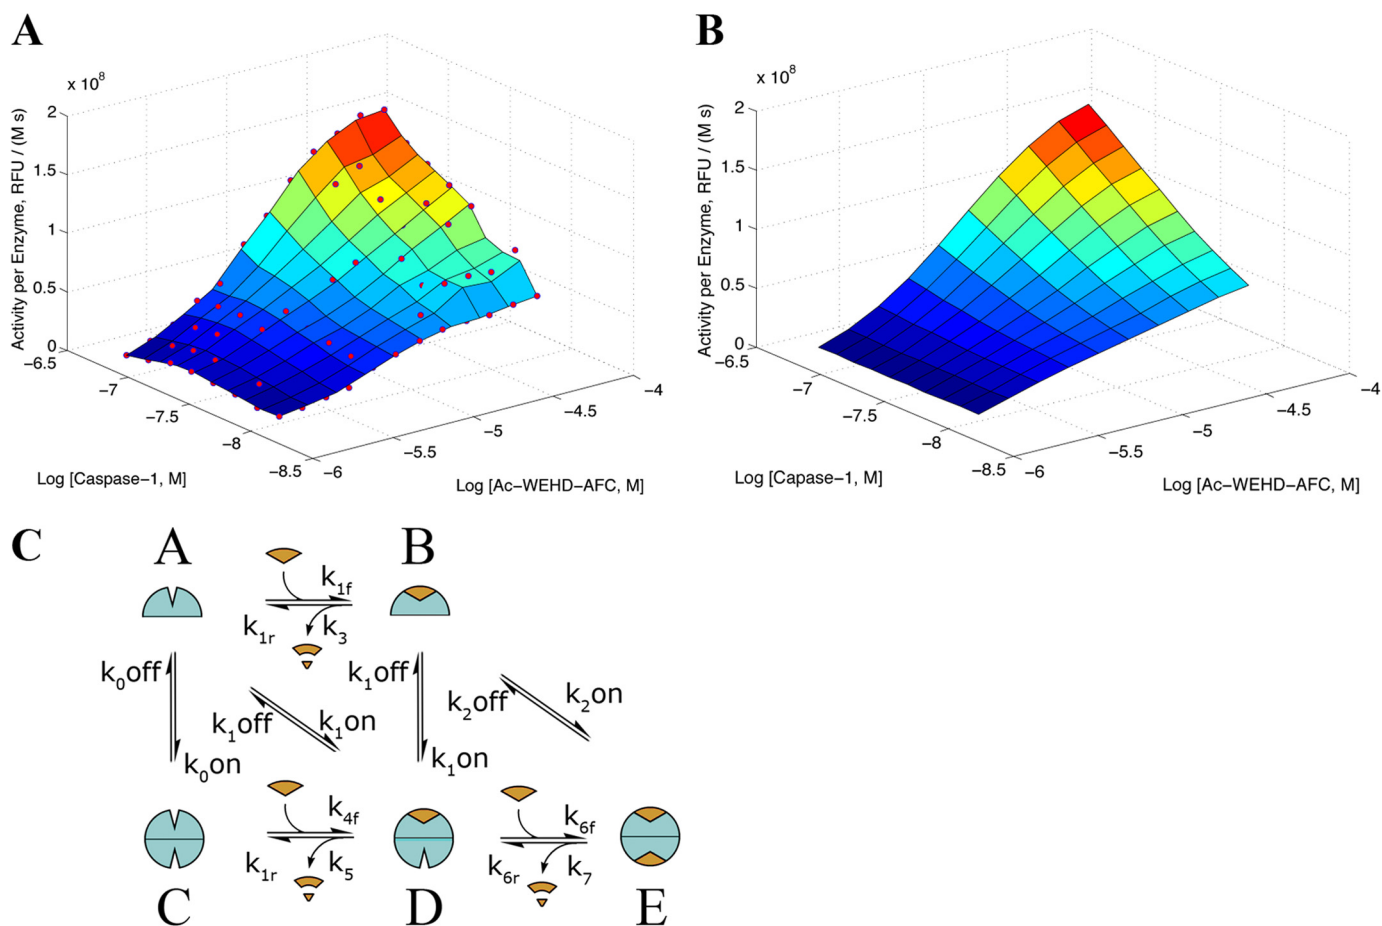 A
x 10⁸
2
1.5
1
0.5
0
Activity per Enzyme, RFU / (M s)
−6.5
−7
−7.5
−8
−8.5
−6
−5.5
−5
−4.5
−4
Log [Caspase−1, M]
Log [Ac−WEHD−AFC, M]
B
x 10⁸
2
1.5
1
0.5
0
Activity per Enzyme, RFU / (M s)
−6.5
−7
−7.5
−8
−8.5
−6
−5.5
−5
−4.5
−4
Log [Capase−1, M]
Log [Ac−WEHD−AFC, M]
C
A
B
k1f
k1r
k3
k0off
k0on
k1off
k1on
k1off
k1on
k2off
k2on
k4f
k1r
k5
k6f
k6r
k7
C
D
E